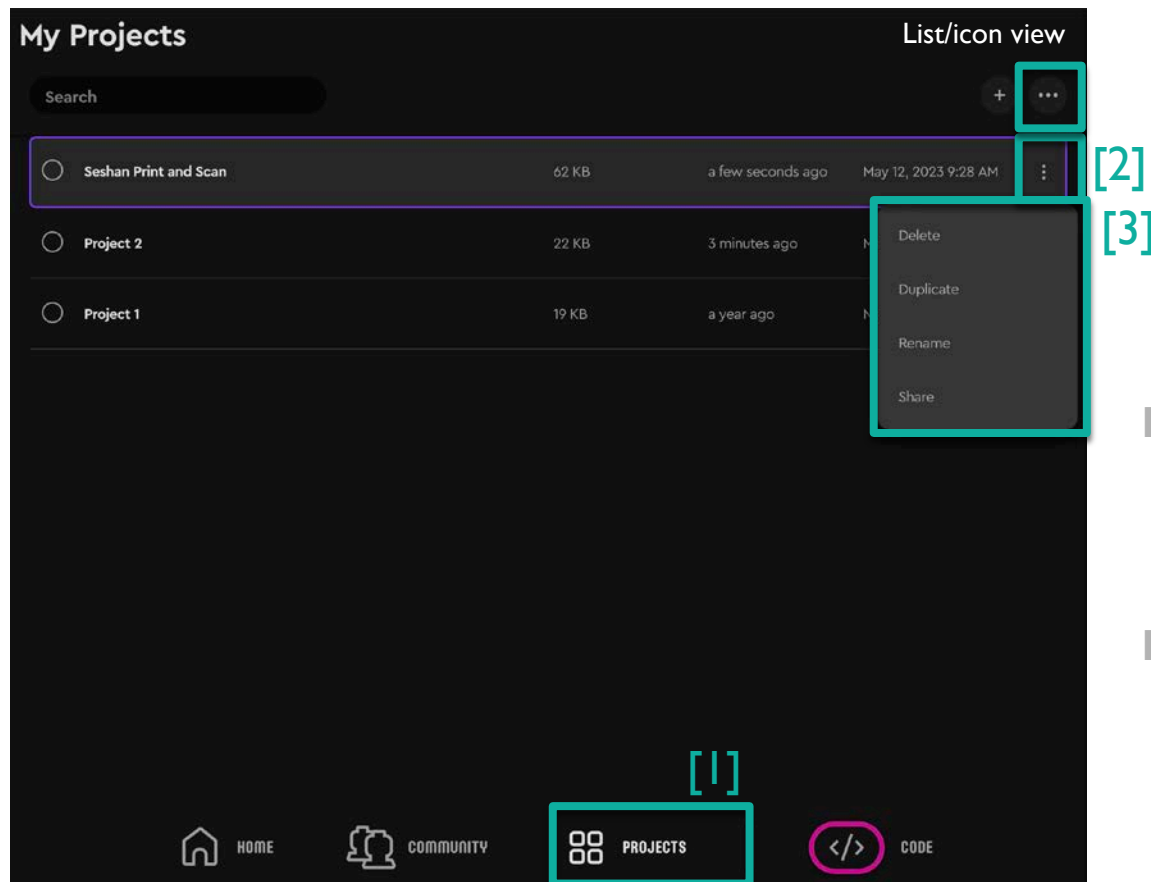 My Projects
List/icon view
Search
+ ...
Seshan Print and Scan 62 KB a few seconds ago May 12, 2023 9:28 AM
[2]
[3]
Project 2 22 KB 3 minutes ago
Delete
Duplicate
Project 1 19 KB a year ago
Rename
Share
[1]
HOME COMMUNITY PROJECTS </> CODE